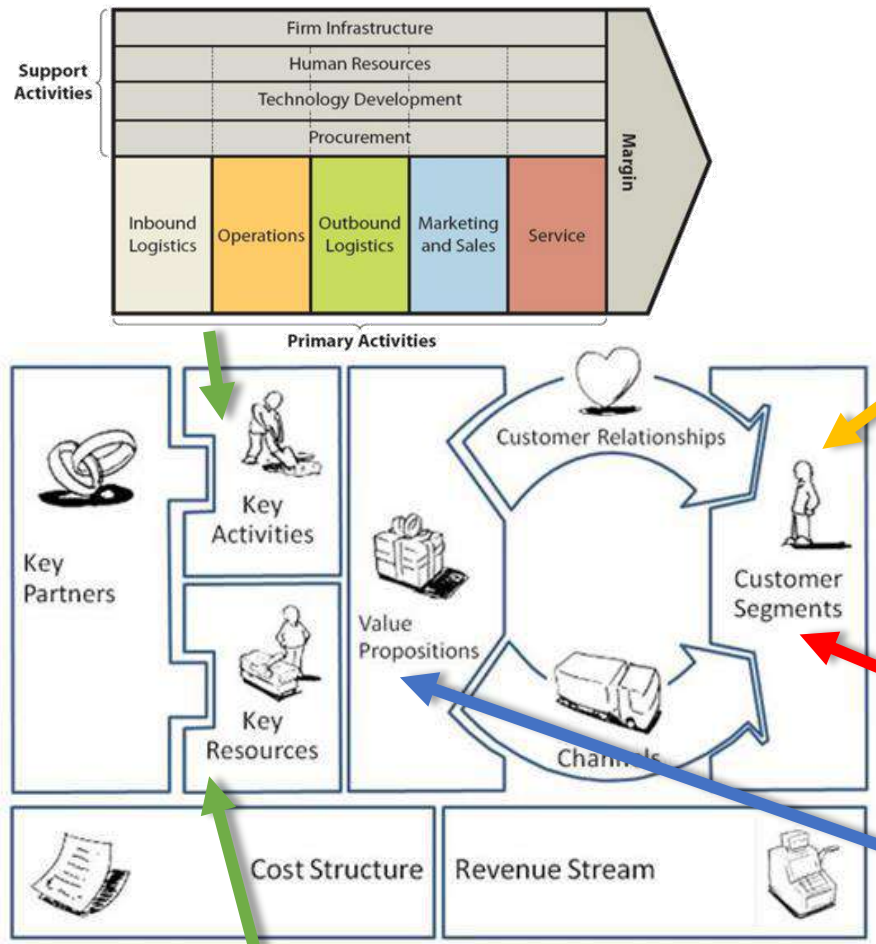 Firm Infrastructure
Support
Activities
Human Resources
Technology Development
Procurement
Margin
Inbound
Logistics
Operations
Outbound
Logistics
Marketing
and Sales
Service
Primary Activities
Key
Partners
Key
Activities
Key
Resources
Value
Propositions
Customer Relationships
Channels
Customer
Segments
Cost Structure
Revenue Stream